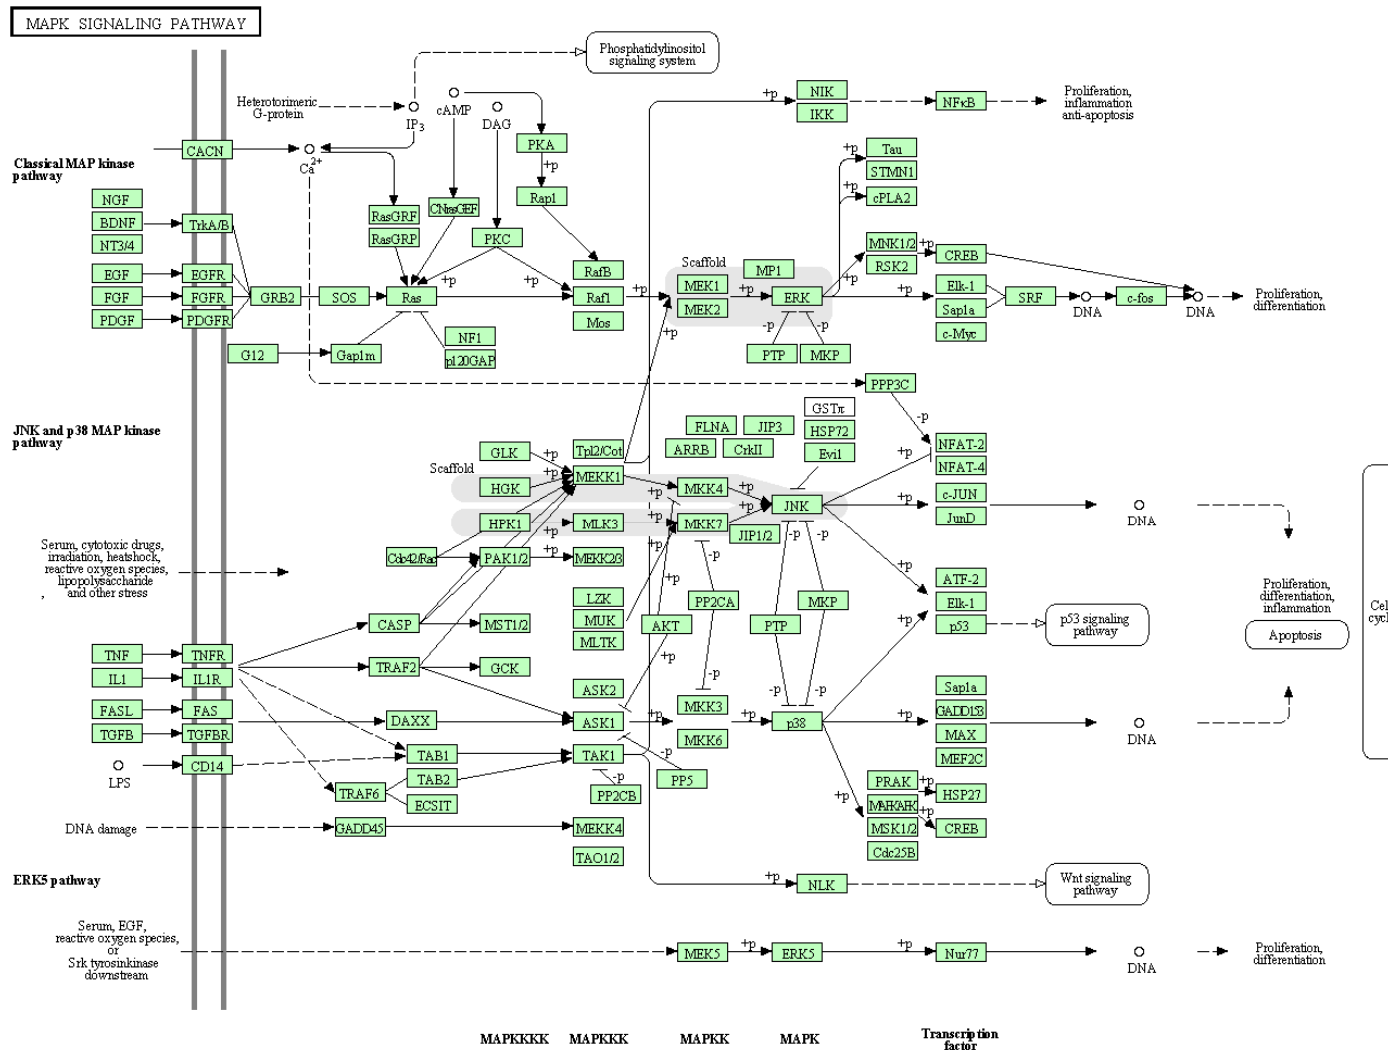 MAPK SIGNALING PATHWAY
Phosphatidylinositol
signaling system
Heterotorimeric
G-protein
IP3
cAMP
DAG
+p
NIK
IKK
NFκB
Proliferation,
inflammation
anti-apoptosis
CACN
Ca2+
PKA
+p
Tau
STMN1
Classical MAP kinase
pathway
NGF
BDNF
NT3/4
TrkA/B
RasGRF
RasGRP
CNrasGEF
Rap1
+p
cPLA2
PKC
MNK1/2
RSK2
+p
CREB
EGF
EGFR
FGF
FGFR
PDGF
PDGFR
GRB2
SOS
Ras
+p
+p
RafB
Raf1
Mos
+p
Scaffold
MEK1
MEK2
MP1
+p
ERK
+p
+p
Elk-1
Sap1a
c-Myc
SRF
DNA
c-fos
DNA
Proliferation,
differentiation
G12
Gap1m
NF1
p120GAP
+p
-p
-p
PTP
MKP
PPP3C
-p
JNK and p38 MAP kinase
pathway
GSTπ
HSP72
Evi1
FLNA
JIP3
ARRB
CrkII
NFAT-2
NFAT-4
+p
Scaffold
GLK
HGK
HPK1
+p
+p
+p
Tpl2/Cot
MEKK1
MLK3
+p
+p
MKK4
MKK7
+p
+p
JNK
JIP1/2
+p
c-JUN
JunD
DNA
Serum, cytotoxic drugs,
irradiation, heatshock,
reactive oxygen species,
lipopolysaccharide
, and other stress
Cdc42/Rac
PAK1/2
+p
MEKK2/3
+p
-p
-p
-p
+p
LZK
MUK
MLTK
+p
PP2CA
MKP
ATF-2
Elk-1
p53
+p
p53 signaling
pathway
Proliferation,
differentiation,
inflammation
Apoptosis
Cel
cycl
CASP
MST1/2
AKT
PTP
TNF
TNFR
IL1
IL1R
TRAF2
GCK
+p
-p
-p
-p
FASL
FAS
TGFB
TGFBR
DAXX
ASK2
ASK1
+p
MKK3
MKK6
+p
p38
+p
Sap1a
GADD153
MAX
MEF2C
DNA
LPS
CD14
TAB1
TAB2
ECSIT
TRAF6
TAK1
-p
-p
PP2CB
PP5
+p
PRAK
MAPKAPK
MSK1/2
Cdc25B
+p
+p
HSP27
CREB
DNA damage
GADD45
MEKK4
TAO1/2
ERK5 pathway
+p
NLK
Wnt signaling
pathway
Serum, EGF,
reactive oxygen species,
or
Srk tyrosinkinase
downstream
MEK5
+p
ERK5
+p
Nur77
DNA
Proliferation,
differentiation
MAPKKKK
MAPKKK
MAPKK
MAPK
Transcription
factor